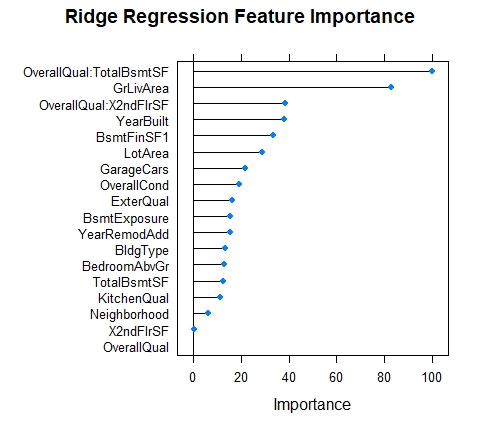 Ridge Regression Feature Importance
OverallQual:TotalBsmtSF
GrLivArea
OverallQual:X2ndFlrSF
YearBuilt
BsmtFinSF1
LotArea
GarageCars
OverallCond
ExterQual
BsmtExposure
YearRemodAdd
BldgType
BedroomAbvGr
TotalBsmtSF
KitchenQual
Neighborhood
X2ndFlrSF
OverallQual
0 20 40 60 80 100
Importance